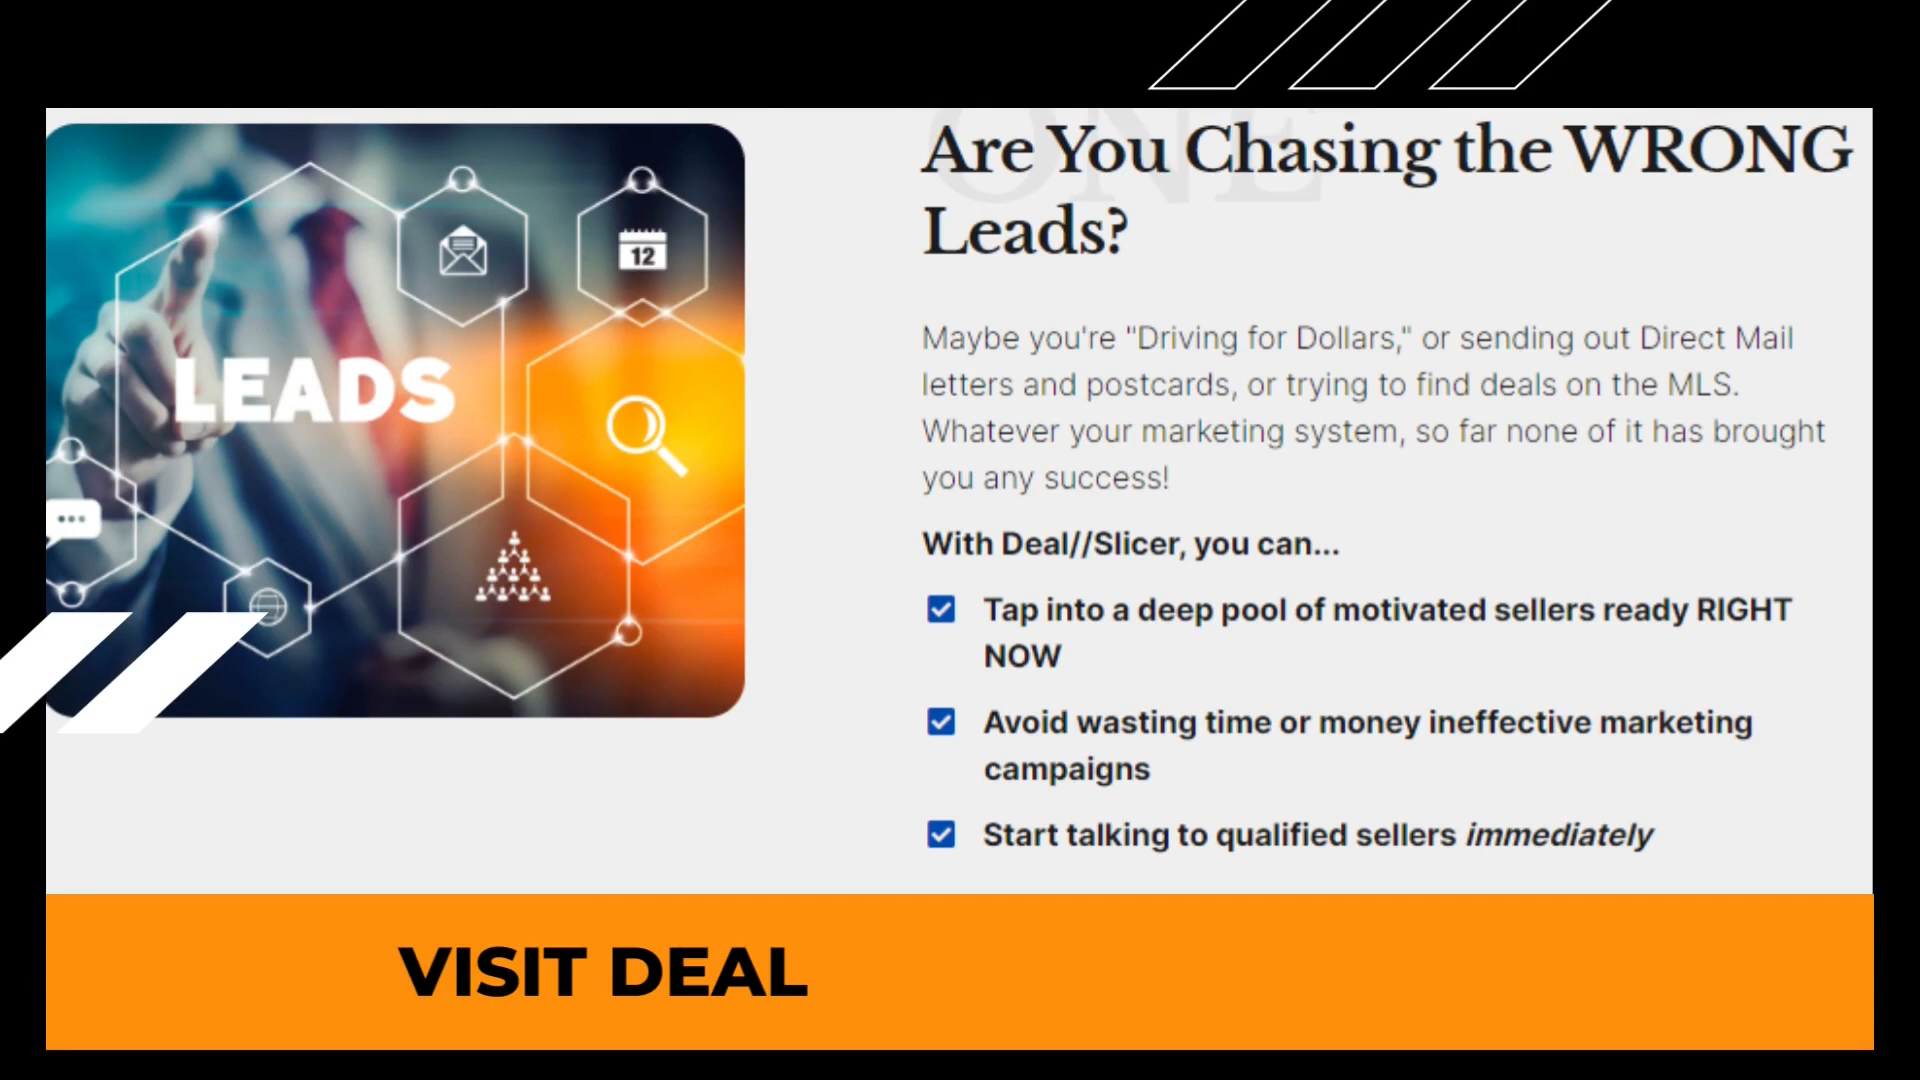 ONE
Are You Chasing the WRONG
Leads?
LEADS
12
Maybe you're "Driving for Dollars," or sending out Direct Mail
letters and postcards, or trying to find deals on the MLS.
Whatever your marketing system, so far none of it has brought
you any success!
With Deal//Slicer, you can...
Tap into a deep pool of motivated sellers ready RIGHT
NOW
Avoid wasting time or money ineffective marketing
campaigns
Start talking to qualified sellers immediately
VISIT DEAL